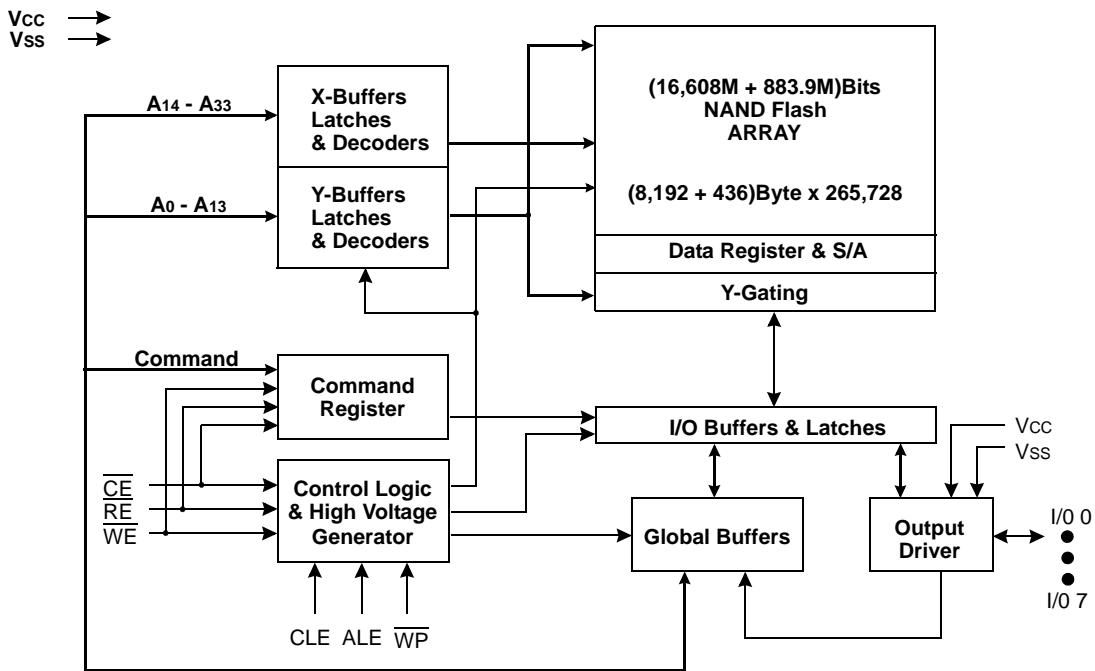 VCC
VSS
A14 - A33
X-Buffers
Latches
& Decoders
A0 - A13
Y-Buffers
Latches
& Decoders
(16,608M + 883.9M)Bits
NAND Flash
ARRAY
(8,192 + 436)Byte x 265,728
Data Register & S/A
Y-Gating
Command
Command
Register
I/O Buffers & Latches
VCC
VSS
CE
RE
WE
Control Logic
& High Voltage
Generator
Global Buffers
Output
Driver
I/0 0
I/0 7
CLE ALE WP